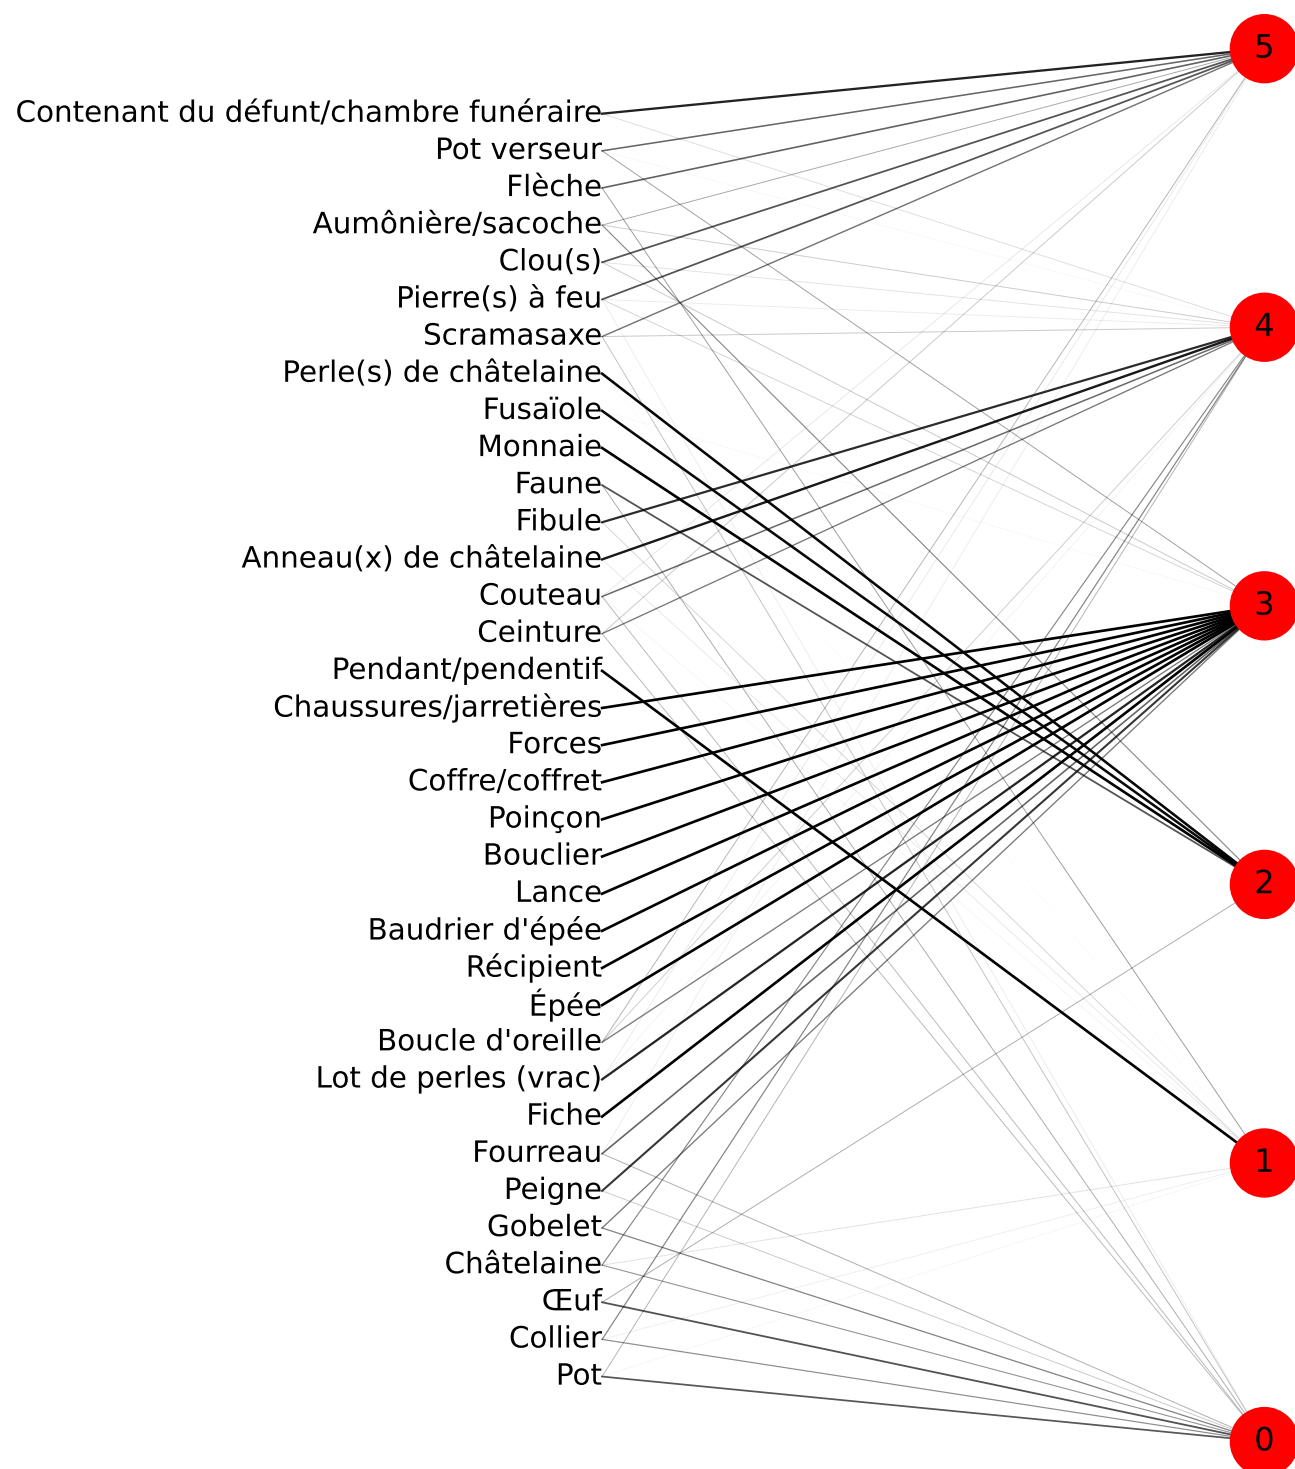 5
Contenant du défunt/chambre funéraire
Pot verseur
Flèche
Aumônière/sacoche
Clou(s)
Pierre(s) à feu
4
Scramasaxe
Perle(s) de châtelaine
Fusaïole
Monnaie
Faune
Fibule
Anneau(x) de châtelaine
Couteau
3
Ceinture
Pendant/pendentif
Chaussures/jarretières
Forces
Coffre/coffret
Poinçon
Bouclier
2
Lance
Baudrier d'épée
Récipient
Épée
Boucle d'oreille
Lot de perles (vrac)
Fiche
Fourreau
1
Peigne
Gobelet
Châtelaine
Œuf
Collier
Pot
0